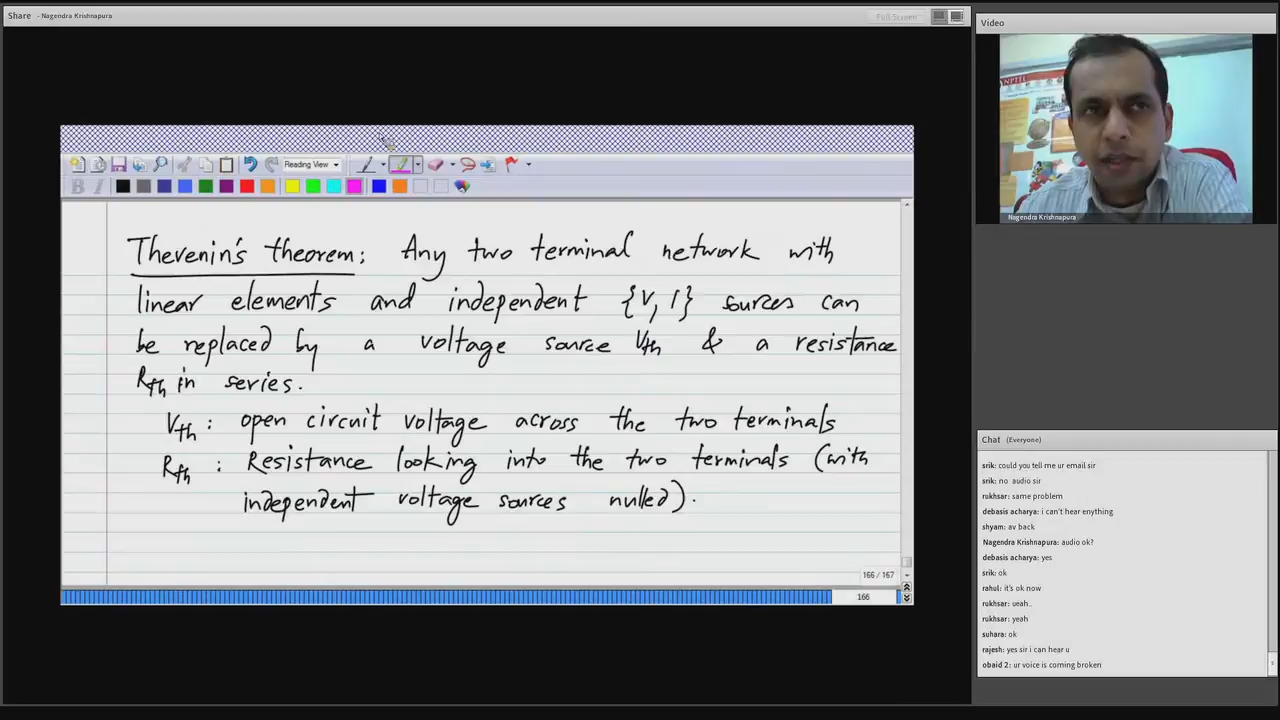 Share - Nagendra Krishnapura
Full Screen
Video
Nagendra Krishnapura
Reading View
Thevenin's theorem: Any two terminal network with
linear elements and independent {V, I} sources can
be replaced by a voltage source Vth & a resistance
Rth in series.
Vth : open circuit voltage across the two terminals
Rth : Resistance looking into the two terminals (with
independent voltage sources nulled).
166 / 167
166
Chat (Everyone)
srik: could you tell me ur email sir
srik: no audio sir
rukhsar: same problem
debasis acharya: i can't hear enything
shyam: av back
Nagendra Krishnapura: audio ok?
debasis acharya: yes
srik: ok
rahul: it's ok now
rukhsar: ueah..
rukhsar: yeah
suhara: ok
rajesh: yes sir i can hear u
obaid 2: ur voice is coming broken